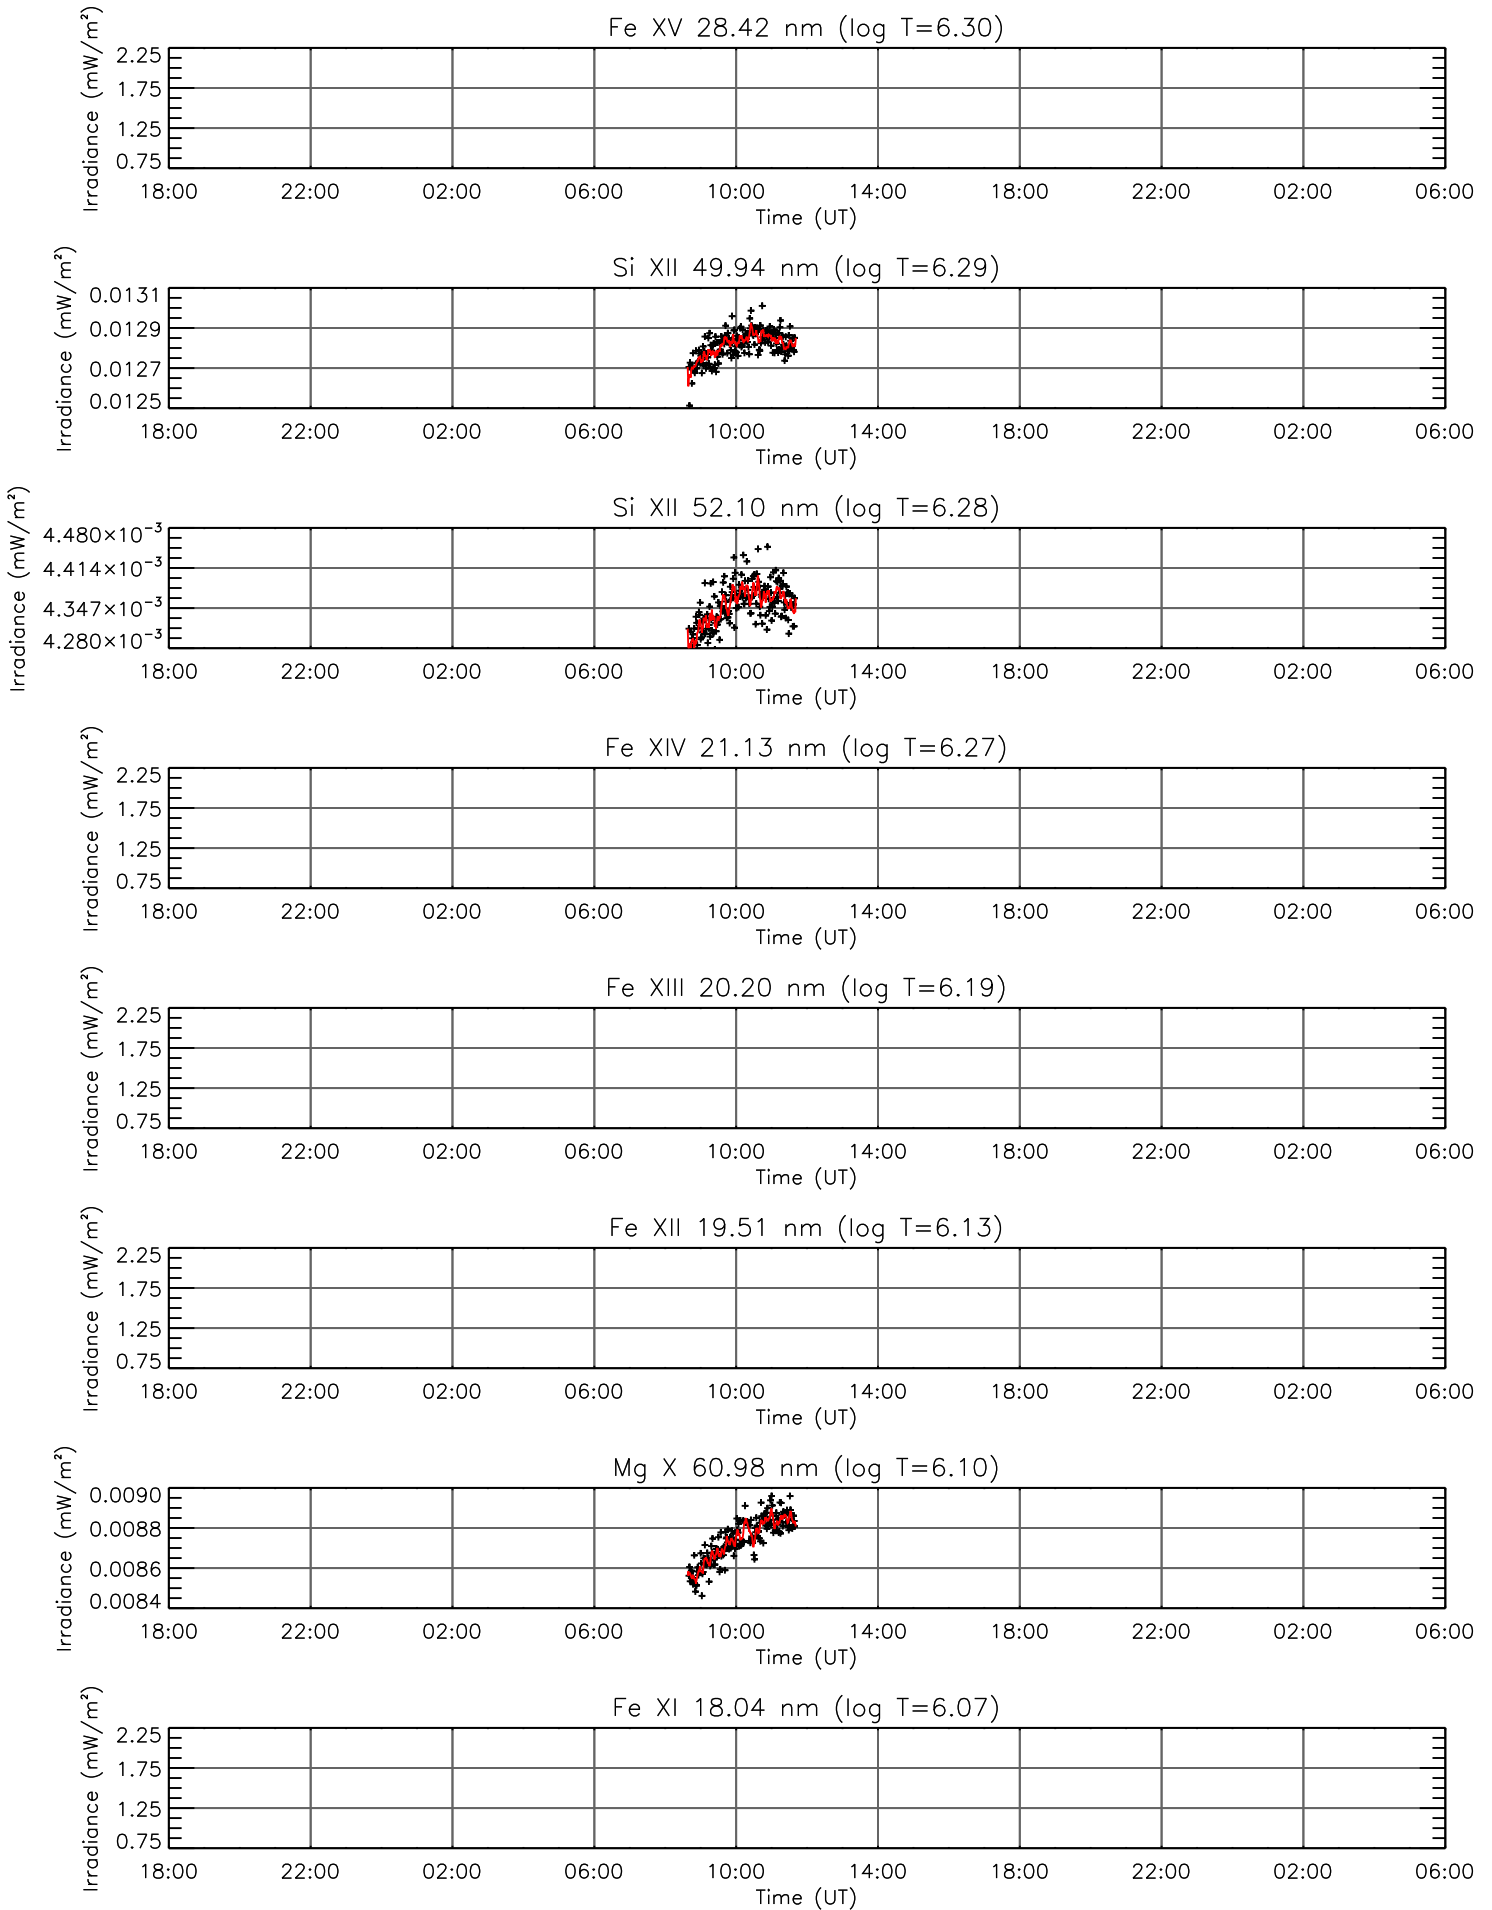 Fe XV 28.42 nm (log T=6.30)
Irradiance (mW/m²)
2.25
1.75
1.25
0.75
18:00 22:00 02:00 06:00 10:00 14:00 18:00 22:00 02:00 06:00
Time (UT)
Si XII 49.94 nm (log T=6.29)
Irradiance (mW/m²)
0.0131
0.0129
0.0127
0.0125
18:00 22:00 02:00 06:00 10:00 14:00 18:00 22:00 02:00 06:00
Time (UT)
Si XII 52.10 nm (log T=6.28)
Irradiance (mW/m²)
4.480×10⁻³
4.414×10⁻³
4.347×10⁻³
4.280×10⁻³
18:00 22:00 02:00 06:00 10:00 14:00 18:00 22:00 02:00 06:00
Time (UT)
Fe XIV 21.13 nm (log T=6.27)
Irradiance (mW/m²)
2.25
1.75
1.25
0.75
18:00 22:00 02:00 06:00 10:00 14:00 18:00 22:00 02:00 06:00
Time (UT)
Fe XIII 20.20 nm (log T=6.19)
Irradiance (mW/m²)
2.25
1.75
1.25
0.75
18:00 22:00 02:00 06:00 10:00 14:00 18:00 22:00 02:00 06:00
Time (UT)
Fe XII 19.51 nm (log T=6.13)
Irradiance (mW/m²)
2.25
1.75
1.25
0.75
18:00 22:00 02:00 06:00 10:00 14:00 18:00 22:00 02:00 06:00
Time (UT)
Mg X 60.98 nm (log T=6.10)
Irradiance (mW/m²)
0.0090
0.0088
0.0086
0.0084
18:00 22:00 02:00 06:00 10:00 14:00 18:00 22:00 02:00 06:00
Time (UT)
Fe XI 18.04 nm (log T=6.07)
Irradiance (mW/m²)
2.25
1.75
1.25
0.75
18:00 22:00 02:00 06:00 10:00 14:00 18:00 22:00 02:00 06:00
Time (UT)